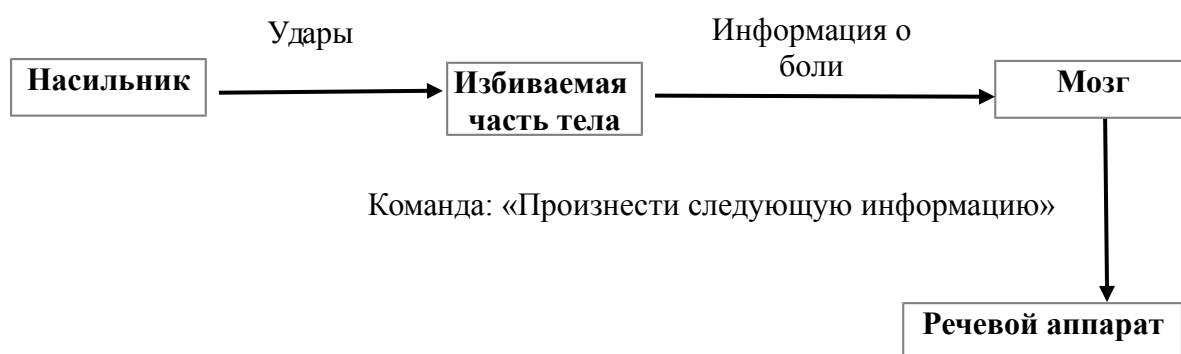 Удары
Информация о
боли
Насильник
Избиваемая
часть тела
Мозг
Команда: «Произнести следующую информацию»
Речевой аппарат